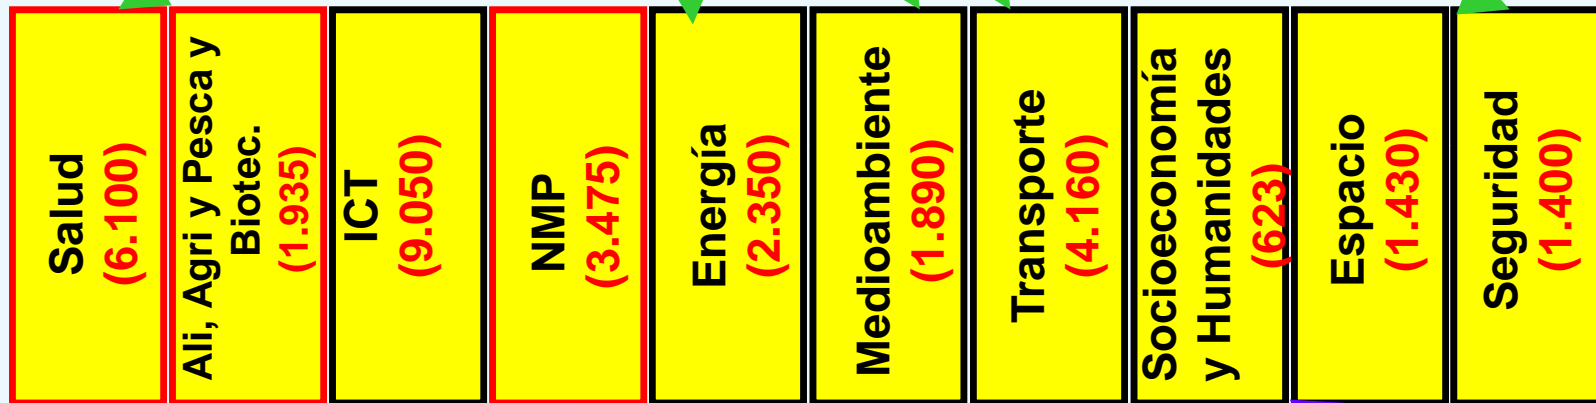 Salud
(6.100)
Ali, Agri y Pesca y
Biotec.
(1.935)
ICT
(9.050)
NMP
(3.475)
Energía
(2.350)
Medioambiente
(1.890)
Transporte
(4.160)
Socioeconomía
y Humanidades
(623)
Espacio
(1.430)
Seguridad
(1.400)